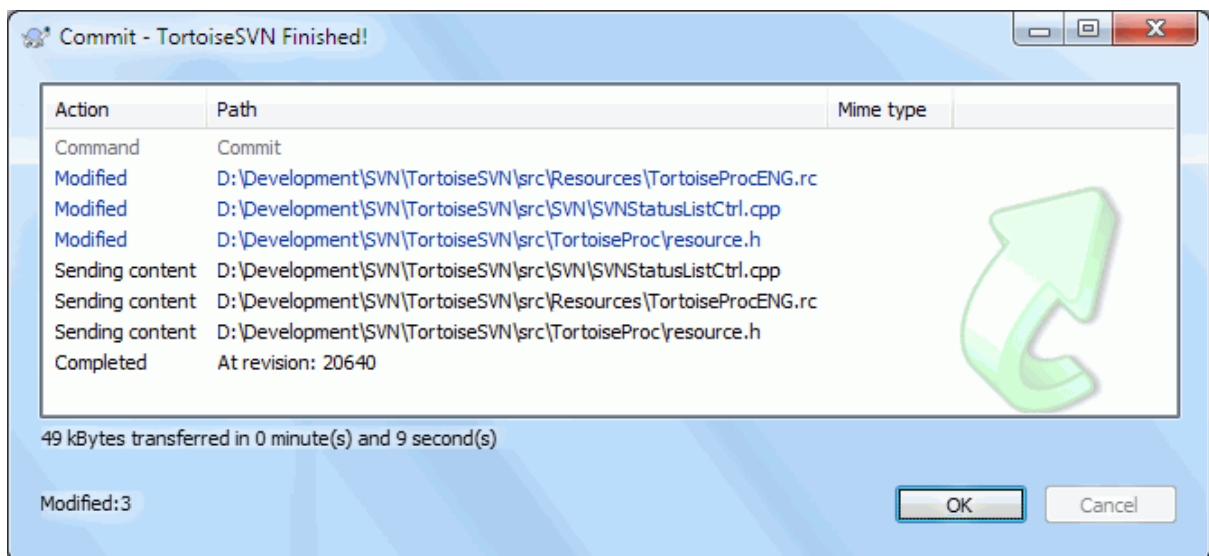 Commit - TortoiseSVN Finished!
Action Path Mime type
Command Commit
Modified D:\Development\SVN\TortoiseSVN\src\Resources\TortoiseProcENG.rc
Modified D:\Development\SVN\TortoiseSVN\src\SVN\SVNStatusListCtrl.cpp
Modified D:\Development\SVN\TortoiseSVN\src\TortoiseProc\resource.h
Sending content D:\Development\SVN\TortoiseSVN\src\SVN\SVNStatusListCtrl.cpp
Sending content D:\Development\SVN\TortoiseSVN\src\Resources\TortoiseProcENG.rc
Sending content D:\Development\SVN\TortoiseSVN\src\TortoiseProc\resource.h
Completed At revision: 20640
49 kBytes transferred in 0 minute(s) and 9 second(s)
Modified:3
OK Cancel